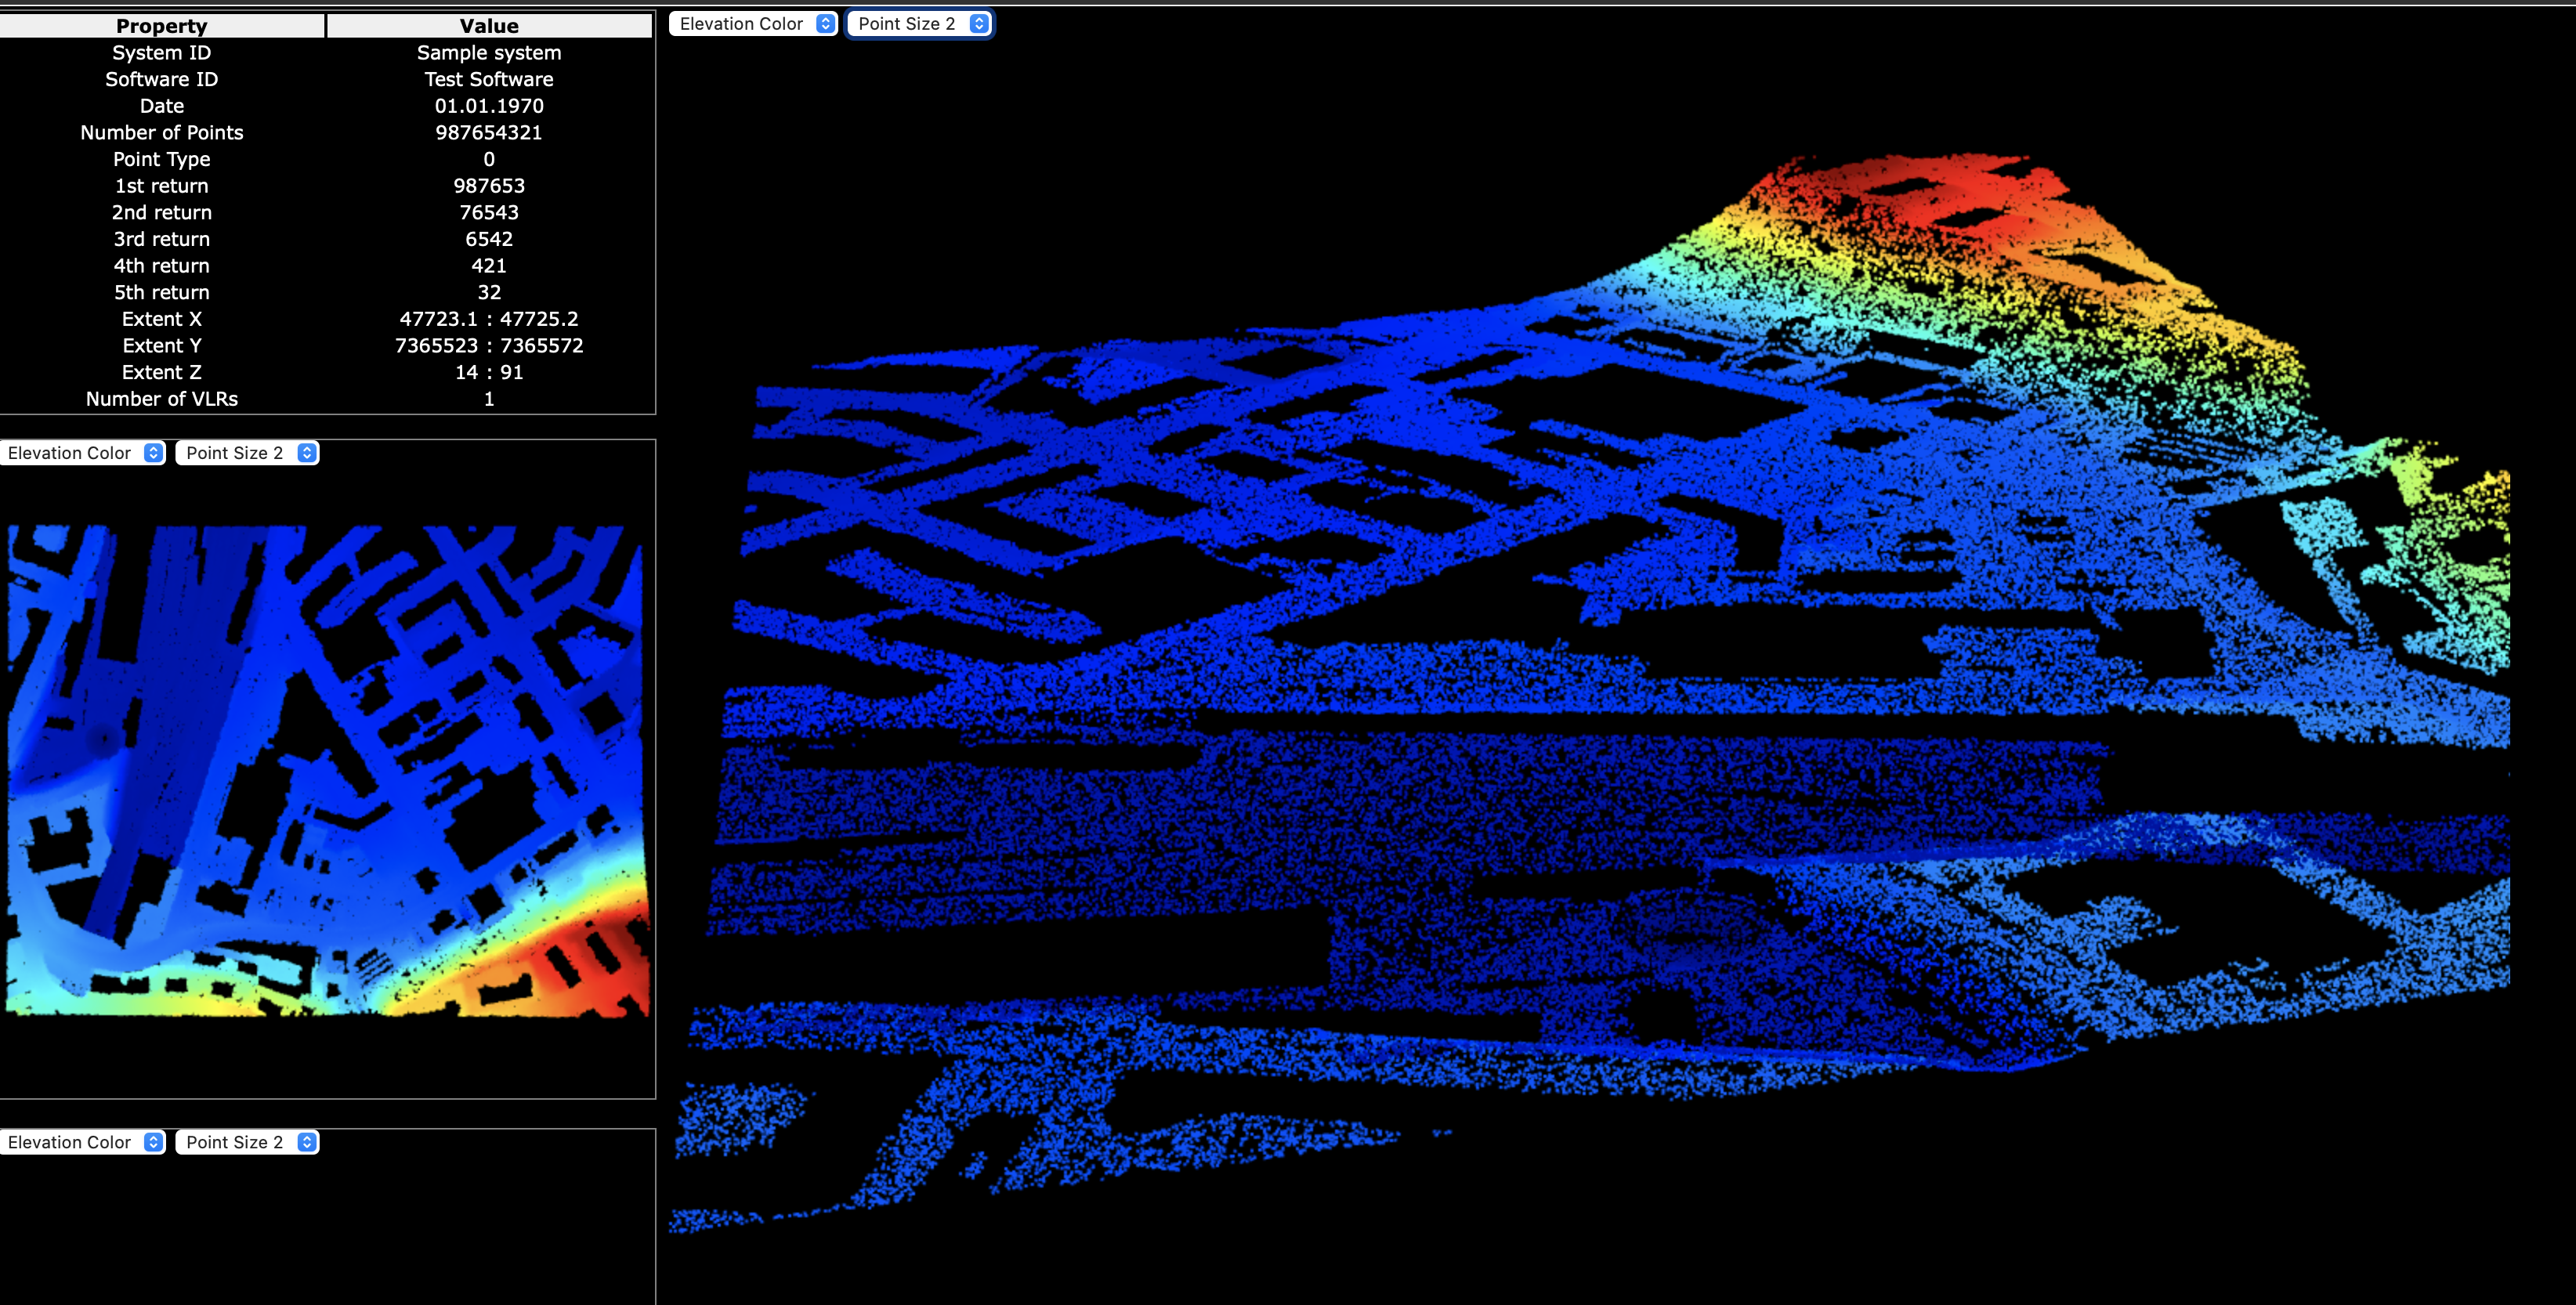 Property Value
System ID Sample system
Software ID Test Software
Date 01.01.1970
Number of Points 987654321
Point Type 0
1st return 987653
2nd return 76543
3rd return 6542
4th return 421
5th return 32
Extent X 47723.1 : 47725.2
Extent Y 7365523 : 7365572
Extent Z 14 : 91
Number of VLRs 1
Elevation Color Point Size 2
Elevation Color Point Size 2
Elevation Color Point Size 2